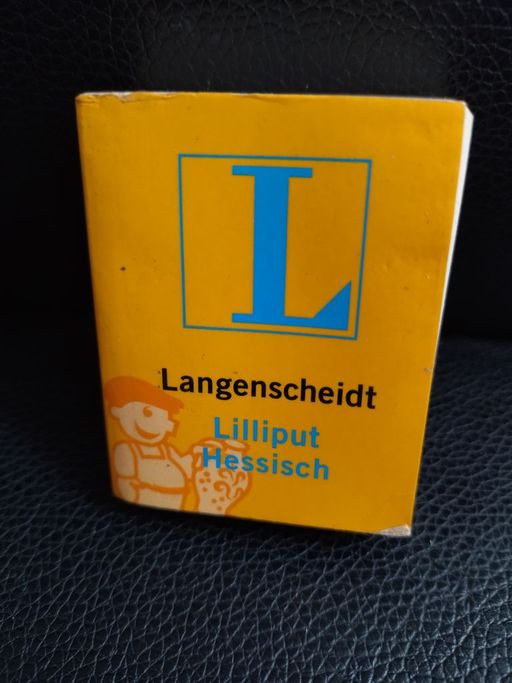 L
Langenscheidt
Lilliput
Hessisch